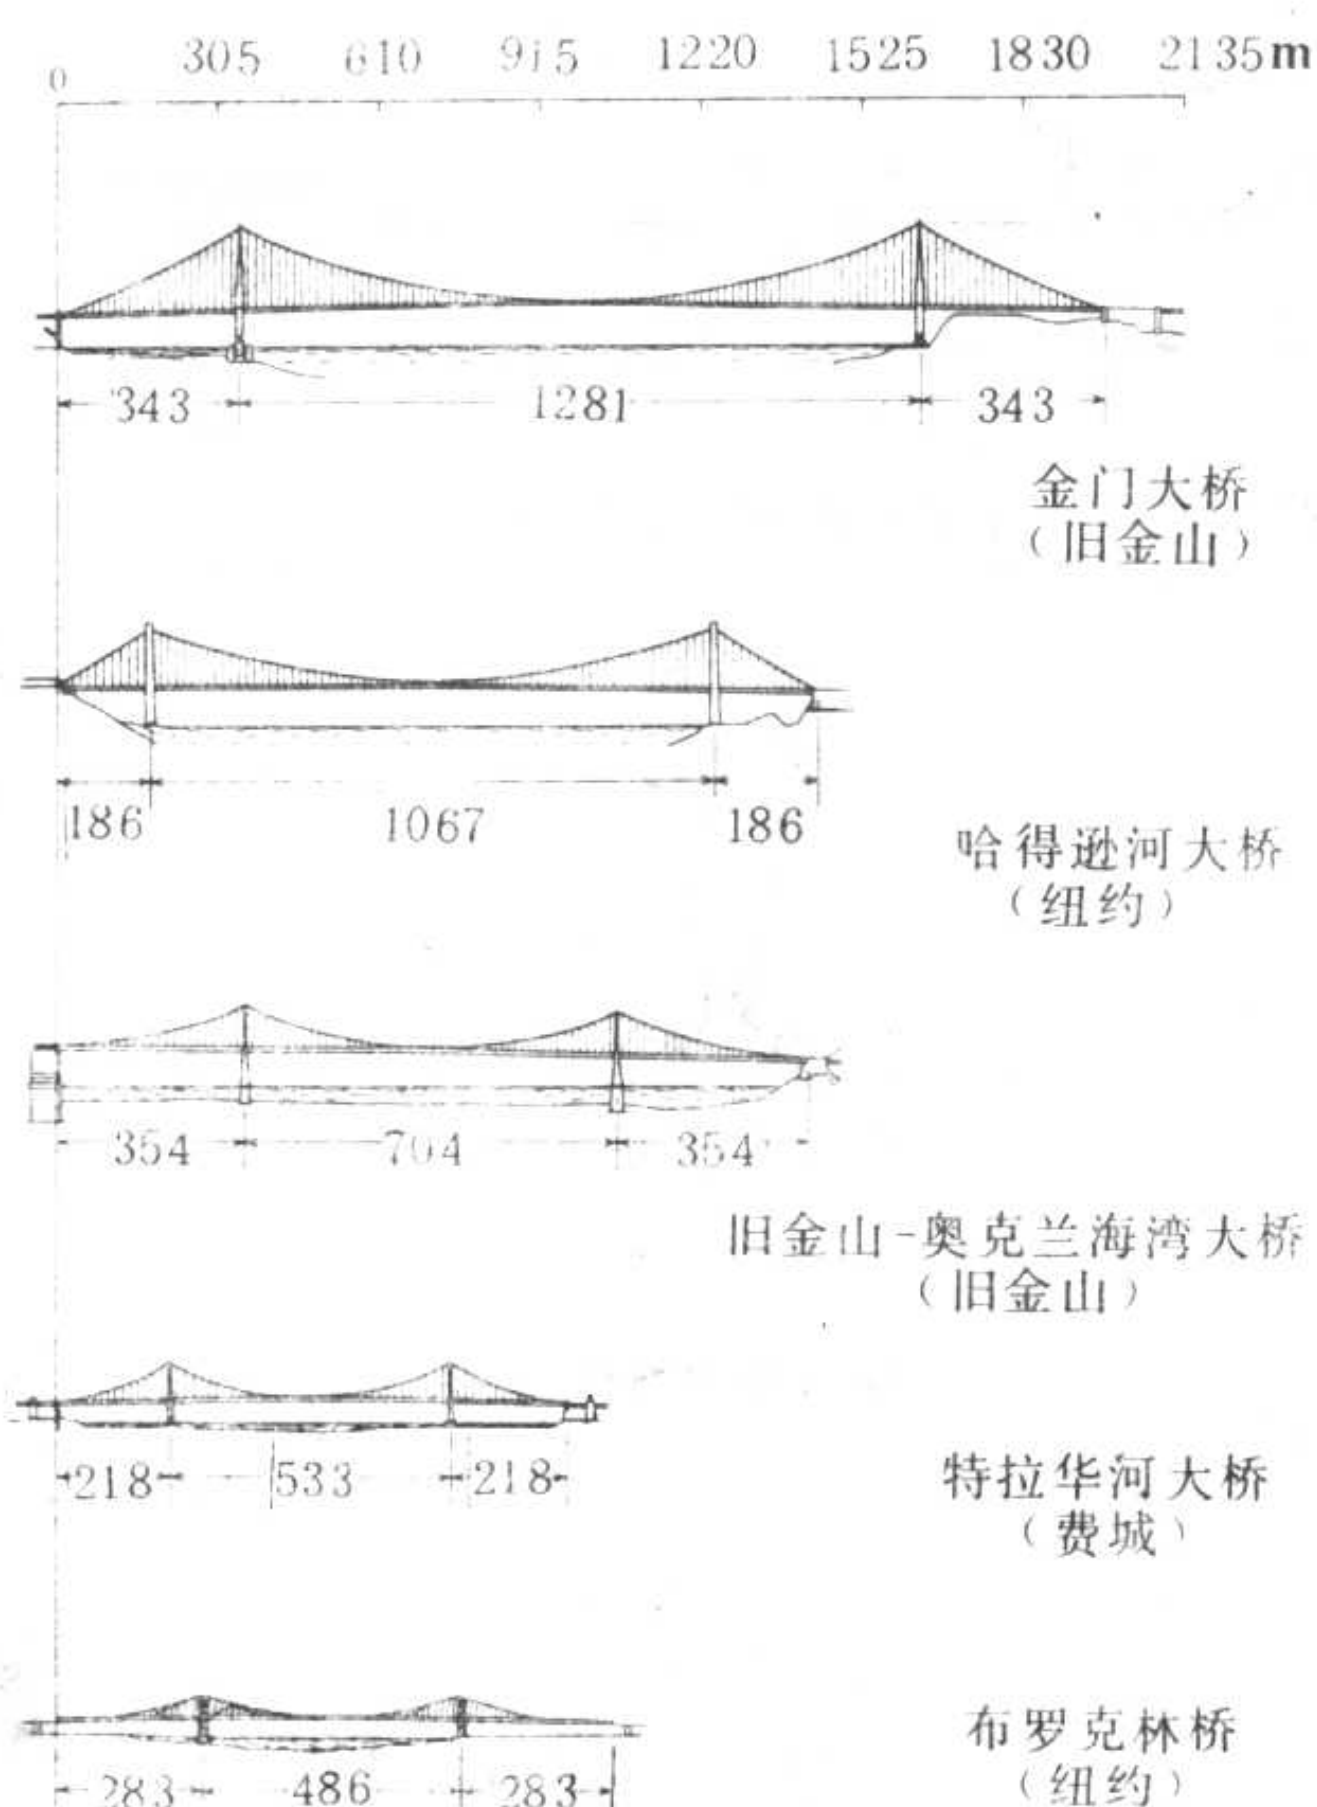 0 305 610 915 1220 1525 1830 2135m
343 1281 343
金门大桥
(旧金山)
186 1067 186
哈得逊河大桥
(纽约)
354 704 354
旧金山-奥克兰海湾大桥
(旧金山)
218 533 218
特拉华河大桥
(费城)
布罗克林桥
(纽约)
283 486 283